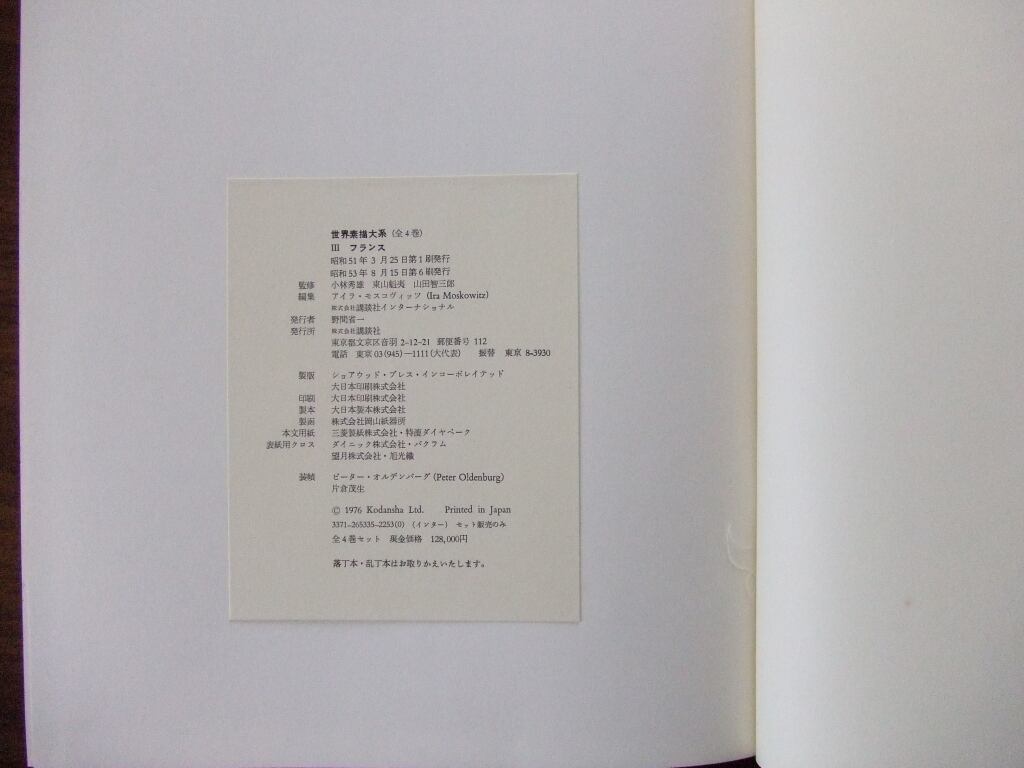 世界素描大系（全4巻）
III フランス
昭和51年 3月25日第1刷発行
昭和53年 8月15日第6刷発行
監修 小林秀雄 東山魁夷 山田智三郎
編集 アイラ・モスコヴィッツ (Ira Moskowitz)
株式会社講談社インターナショナル
発行者 野間省一
発行所 株式会社講談社
東京都文京区音羽 2-12-21 郵便番号 112
電話 東京 03(945)—1111(大代表) 振替 東京 8-3930
製版 ショアウッド・プレス・インコーポレイテッド
大日本印刷株式会社
印刷 大日本印刷株式会社
製本 大日本製本株式会社
製函 株式会社岡山紙器所
本文用紙 三菱製紙株式会社・特漉ダイヤペーク
表紙用クロス ダイニック株式会社・バクラム
望月株式会社・旭光織
装幀 ピーター・オルデンバーグ (Peter Oldenburg)
片倉茂生
© 1976 Kodansha Ltd. Printed in Japan
3371-265335-2253(0) (インター) セット販売のみ
全4巻セット 現金価格 128,000円
落丁本・乱丁本はお取りかえいたします。